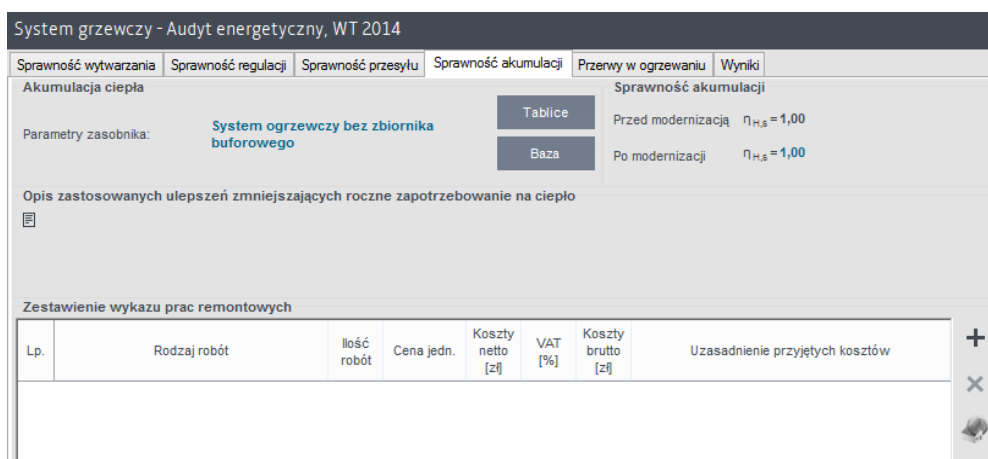 System grzewczy - Audyt energetyczny, WT 2014
Sprawność wytwarzania Sprawność regulacji Sprawność przesyłu Sprawność akumulacji Przerwy w ogrzewaniu Wyniki
Akumulacja ciepła
Parametry zasobnika:
System ogrzewczy bez zbiornika
buforowego
Tablice
Baza
Sprawność akumulacji
Przed modernizacją ηH,s = 1,00
Po modernizacji ηH,s = 1,00
Opis zastosowanych ulepszeń zmniejszających roczne zapotrzebowanie na ciepło
Zestawienie wykazu prac remontowych
Lp.
Rodzaj robót
Ilość
robót
Cena jedn.
Koszty
netto
[zł]
VAT
[%]
Koszty
brutto
[zł]
Uzasadnienie przyjętych kosztów